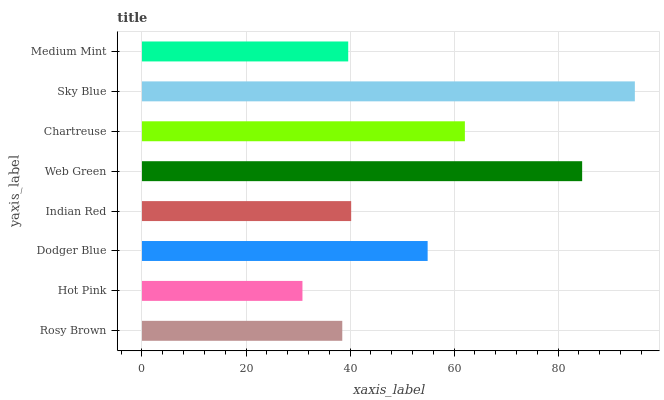 title
Medium Mint
Sky Blue
Chartreuse
Web Green
Indian Red
Dodger Blue
Hot Pink
Rosy Brown
yaxis_label
0 20 40 60 80
xaxis_label